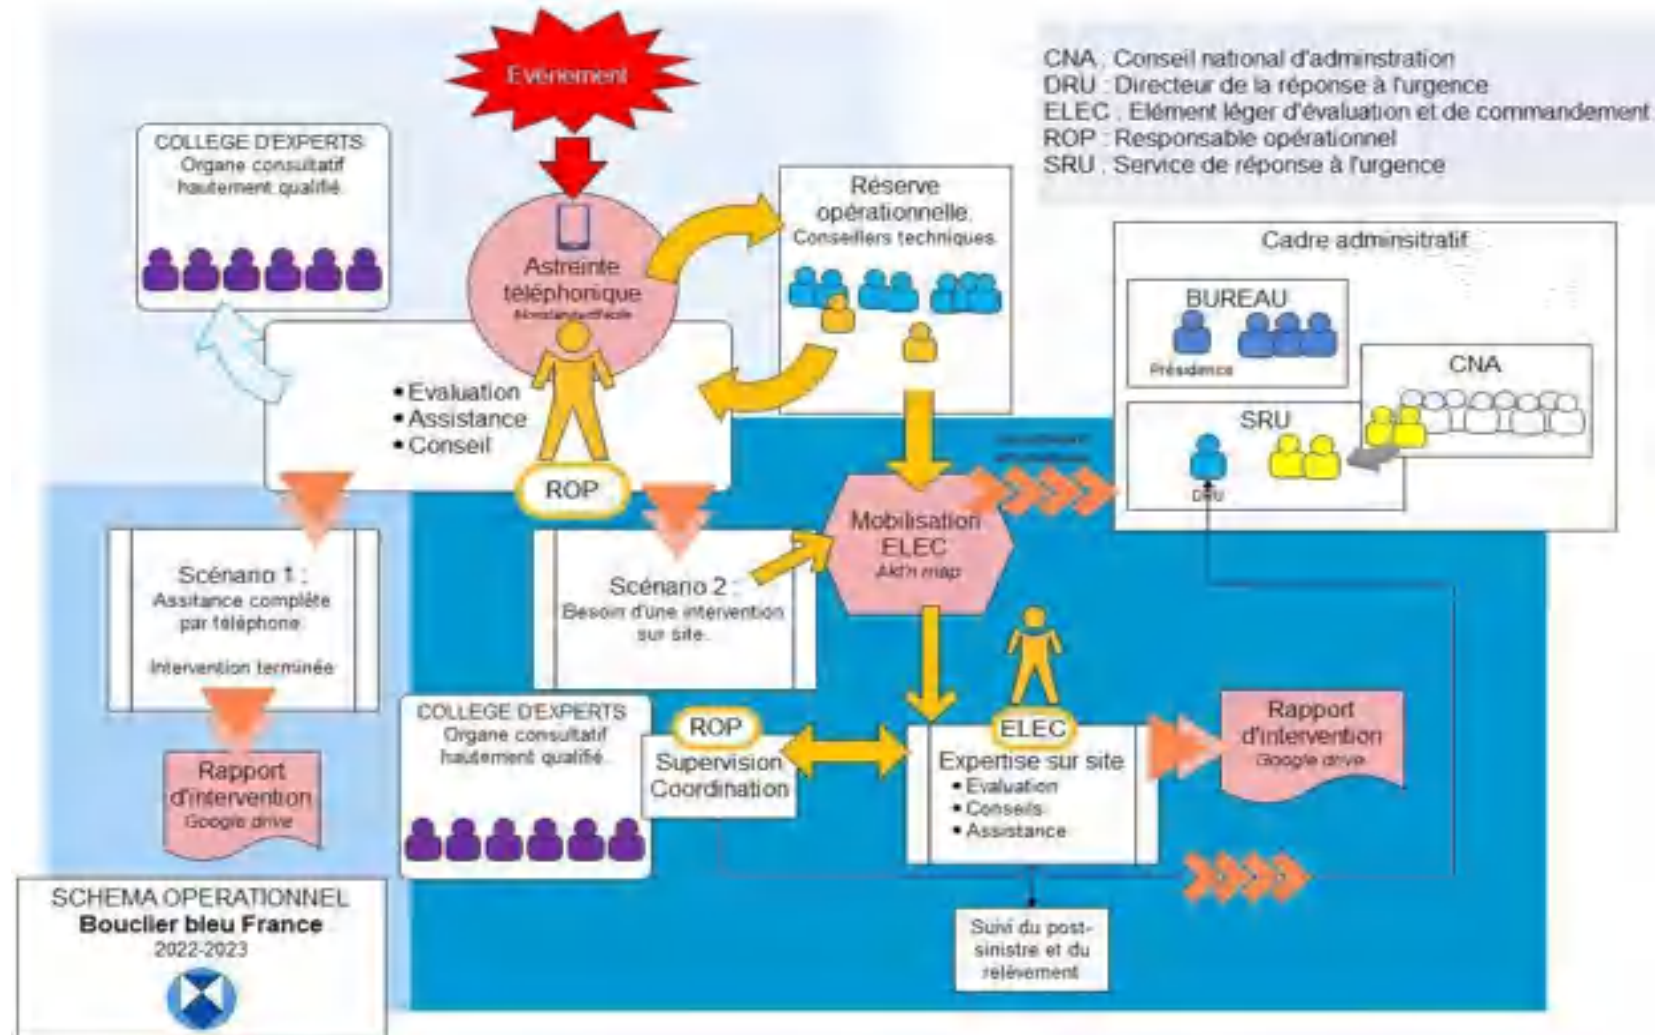 Evénement
CNA : Conseil national d'adminstration
DRU : Directeur de la réponse à l'urgence
ELEC : Elément léger d'évaluation et de commandement
ROP : Responsable opérationnel
SRU : Service de réponse à l'urgence
COLLEGE D'EXPERTS
Organe consultatif
hautement qualifié.
Astreinte
téléphonique
Réserve
opérationnelle.
Conseillers techniques
Cadre adminsitratif
BUREAU
Présidence
CNA
SRU
DRU
• Evaluation
• Assistance
• Conseil
ROP
Scénario 1 :
Assitance complète
par téléphone.
Intervention terminée
Scénario 2 :
Besoin d'une intervention
sur site.
Mobilisation
ELEC
map
Rapport
d'intervention
Google drive
COLLEGE D'EXPERTS
Organe consultatif
hautement qualifié.
ROP
Supervision
Coordination
ELEC
Expertise sur site
• Evaluation
• Conseils
• Assistance
Rapport
d'intervention
Google drive
Suivi du post-
sinistre et du
relèvement
SCHEMA OPERATIONNEL
Bouclier bleu France
2022-2023